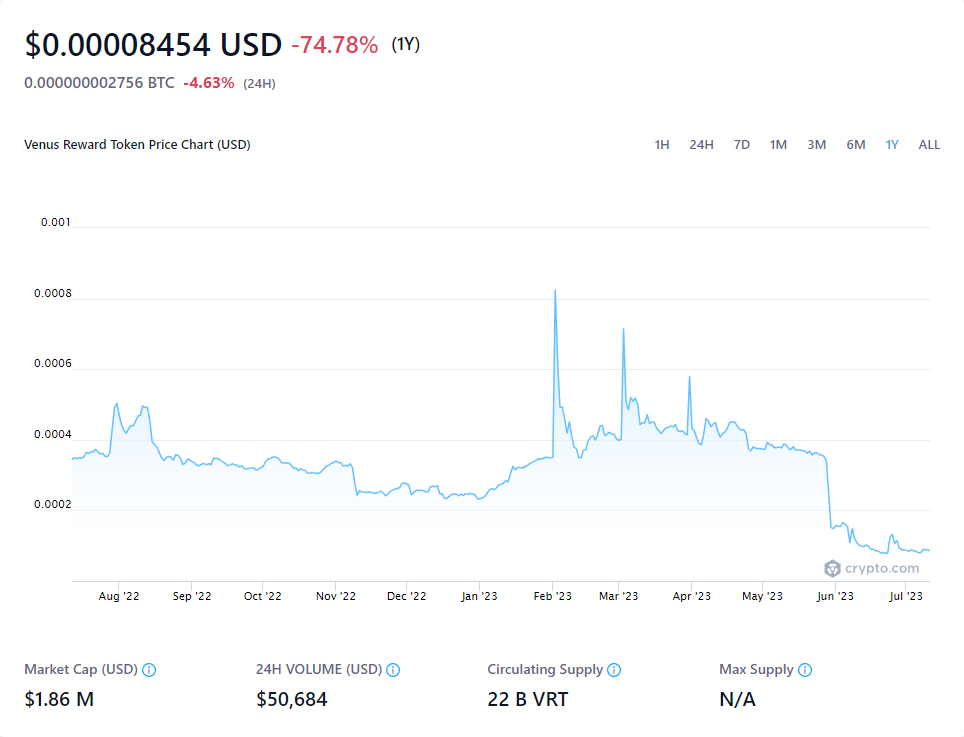 $0.00008454 USD -74.78% (1Y)
0.000000002756 BTC -4.63% (24H)
Venus Reward Token Price Chart (USD) 1H 24H 7D 1M 3M 6M 1Y ALL
0.001
0.0008
0.0006
0.0004
0.0002
crypto.com
Aug '22 Sep '22 Oct '22 Nov '22 Dec '22 Jan '23 Feb '23 Mar '23 Apr '23 May '23 Jun '23 Jul '23
Market Cap (USD) 24H VOLUME (USD) Circulating Supply Max Supply
$1.86 M $50,684 22 B VRT N/A